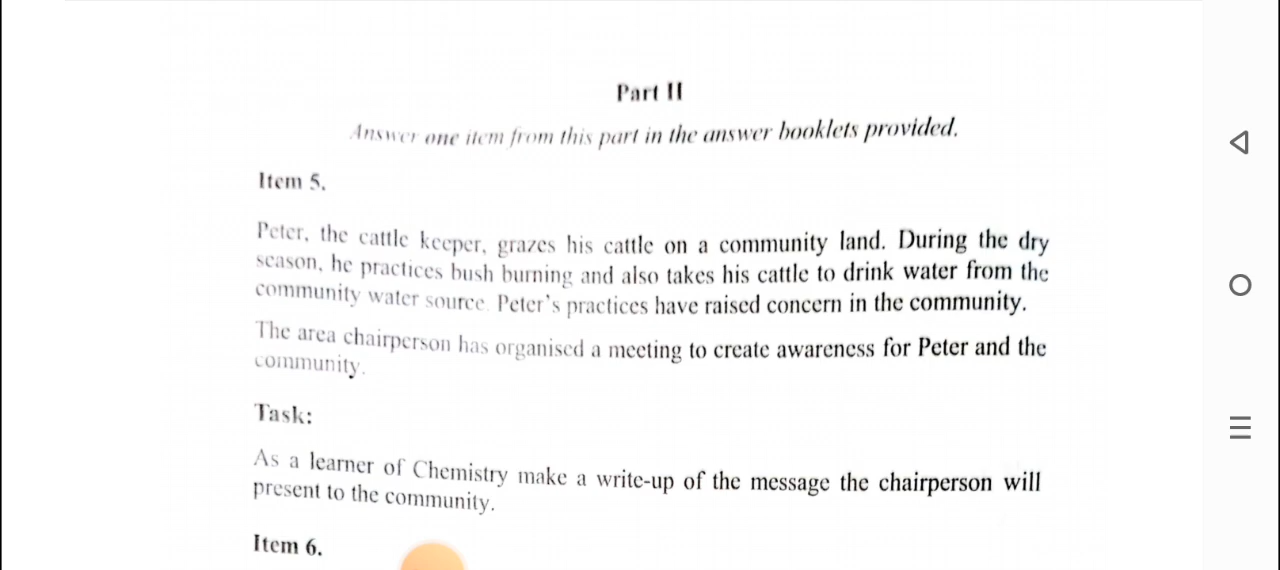 Part II
Answer one item from this part in the answer booklets provided.
Item 5.
Peter, the cattle keeper, grazes his cattle on a community land. During the dry
season, he practices bush burning and also takes his cattle to drink water from the
community water source. Peter's practices have raised concern in the community.
The area chairperson has organised a meeting to create awareness for Peter and the
community.
Task:
As a learner of Chemistry make a write-up of the message the chairperson will
present to the community.
Item 6.